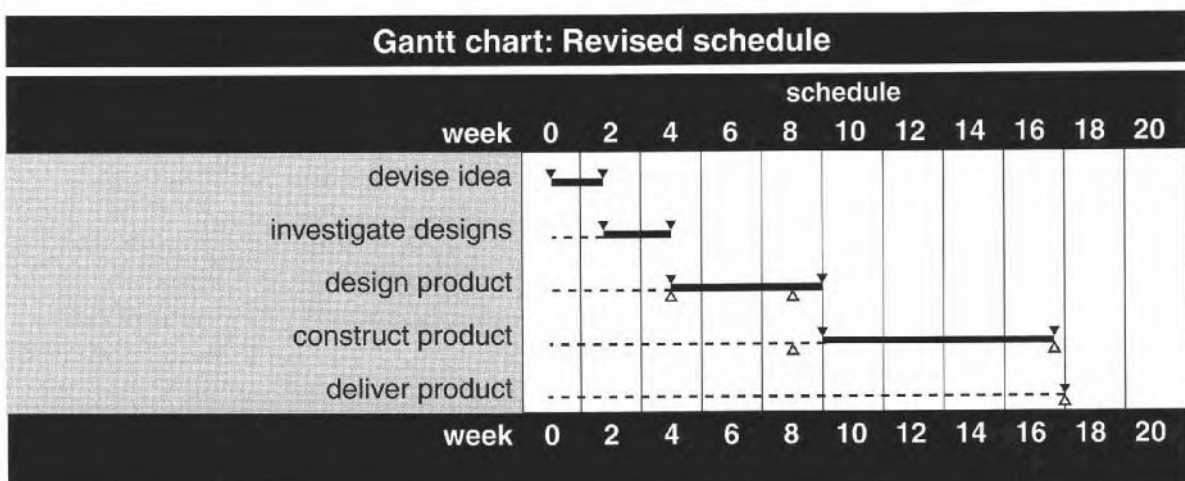 Gantt chart: Revised schedule
schedule
week 0 2 4 6 8 10 12 14 16 18 20
devise idea
investigate designs
design product
construct product
deliver product
week 0 2 4 6 8 10 12 14 16 18 20